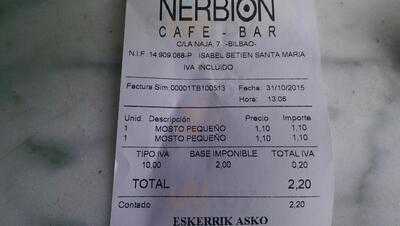 NERBION
CAFE - BAR
C/LA NAJA, 7 -BILBAO-
N.I.F. 14.909.068-P ISABEL SETIEN SANTA MARIA
IVA INCLUIDO
Factura Sim.00001TB100513 Fecha: 31/10/2015
Hora: 13:06
Unid Descripción Precio Importe
1 MOSTO PEQUEÑO 1,10 1,10
1 MOSTO PEQUEÑO 1,10 1,10
TIPO IVA BASE IMPONIBLE TOTAL IVA
10,00 2,00 0,20
TOTAL 2,20
Contado 2,20
ESKERRIK ASKO